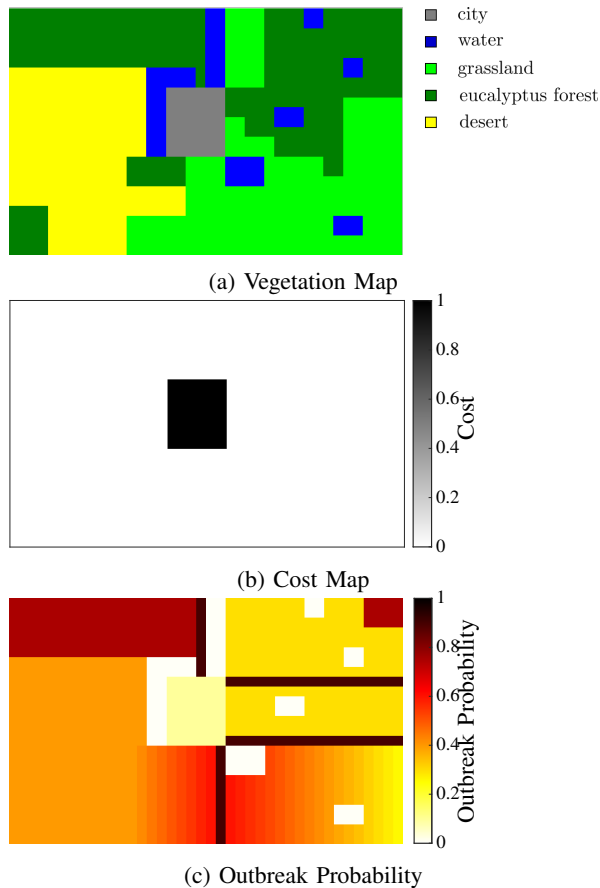 city
water
grassland
eucalyptus forest
desert
(a) Vegetation Map
1
0.8
0.6
0.4
0.2
0
Cost
(b) Cost Map
1
0.8
0.6
0.4
0.2
0
Outbreak Probability
(c) Outbreak Probability